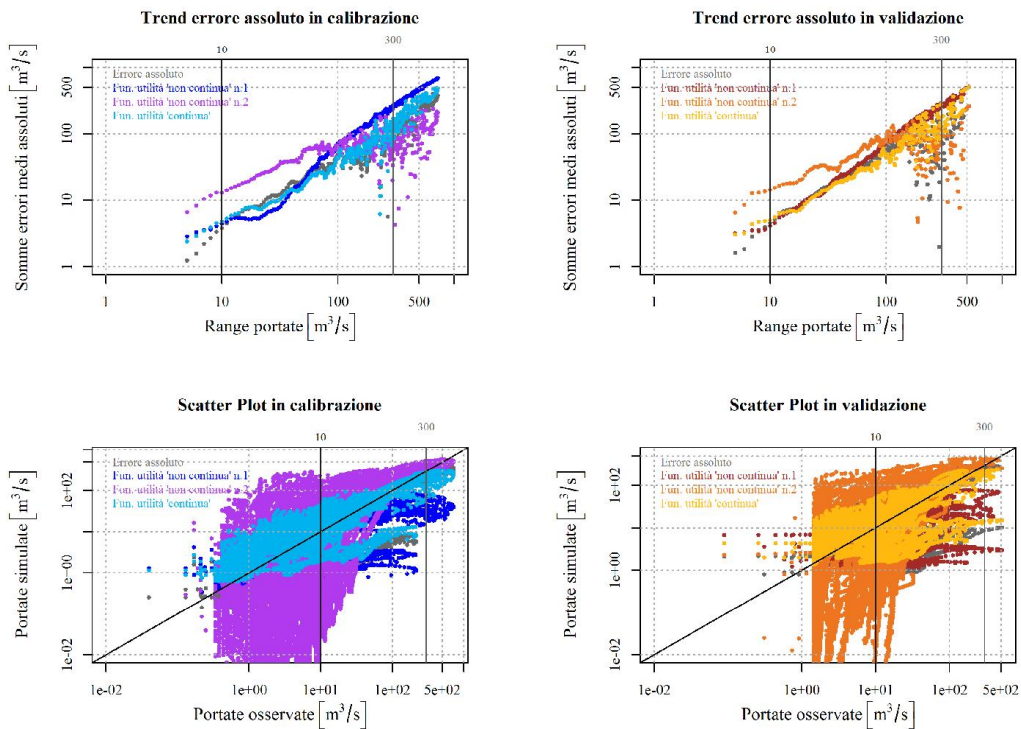 Trend errore assoluto in calibrazione
10
300
Somme errori medi assoluti [m³/s]
500
100
10
1
Errore assoluto
Fun. utilità 'non continua' n.1
Fun. utilità 'non continua' n.2
Fun. utilità 'continua'
1
10
100
500
Range portate [m³/s]
Trend errore assoluto in validazione
10
300
Somme errori medi assoluti [m³/s]
500
100
10
1
Errore assoluto
Fun. utilità 'non continua' n.1
Fun. utilità 'non continua' n.2
Fun. utilità 'continua'
1
10
100
500
Range portate [m³/s]
Scatter Plot in calibrazione
10
300
Portate simulate [m³/s]
1e+02
1e+00
1e-02
Errore assoluto
Fun. utilità 'non continua' n.1
Fun. utilità 'non continua' n.2
Fun. utilità 'continua'
1e-02
1e+00
1e+01
1e+02
5e+02
Portate osservate [m³/s]
Scatter Plot in validazione
10
300
Portate simulate [m³/s]
1e+02
1e+00
1e-02
Errore assoluto
Fun. utilità 'non continua' n.1
Fun. utilità 'non continua' n.2
Fun. utilità 'continua'
1e-02
1e+00
1e+01
1e+02
5e+02
Portate osservate [m³/s]